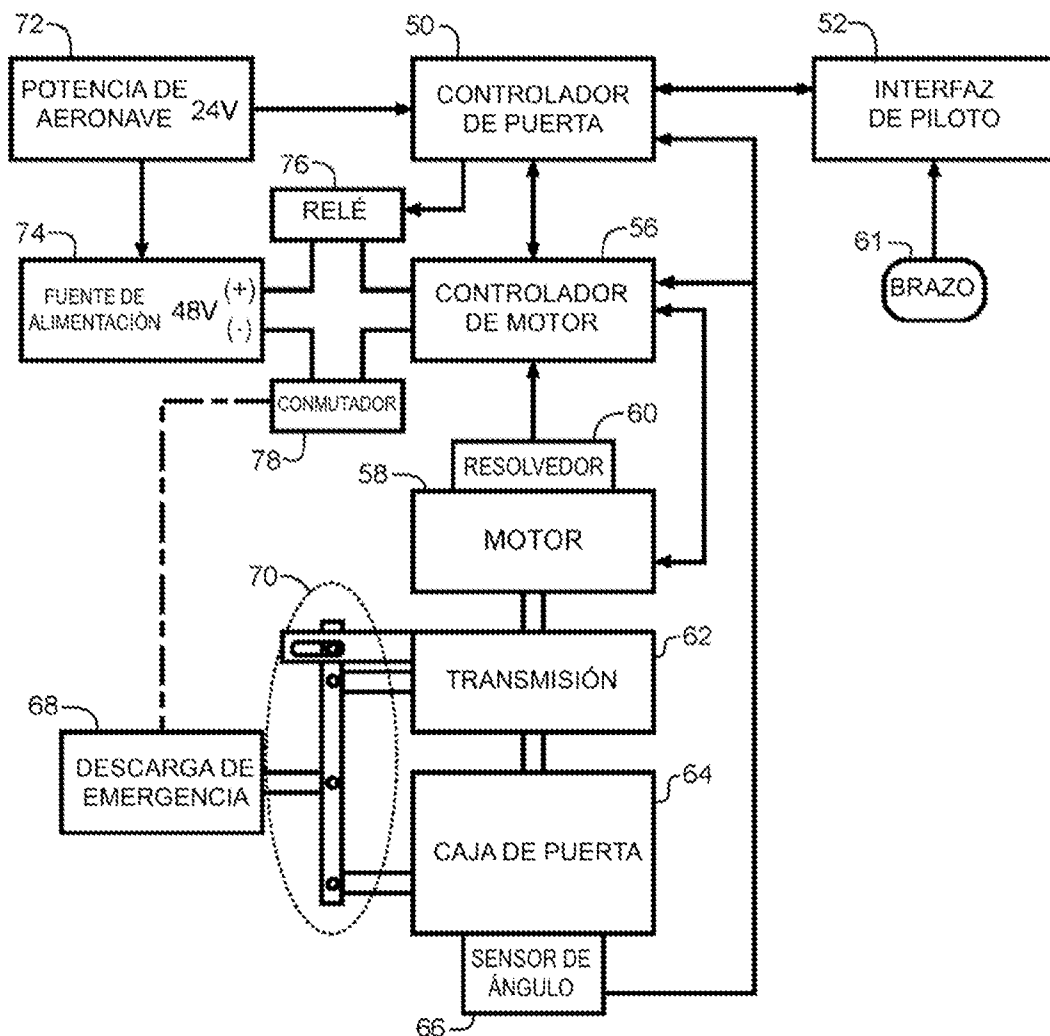 72
50
52
POTENCIA DE
AERONAVE 24V
CONTROLADOR
DE PUERTA
INTERFAZ
DE PILOTO
76
RELÉ
74
56
61
FUENTE DE
ALIMENTACIÓN 48V (+)
(-)
CONTROLADOR
DE MOTOR
BRAZO
CONMUTADOR
78
60
RESOLVEDOR
58
MOTOR
70
62
TRANSMISIÓN
68
DESCARGA DE
EMERGENCIA
64
CAJA DE PUERTA
SENSOR DE
ÁNGULO
66